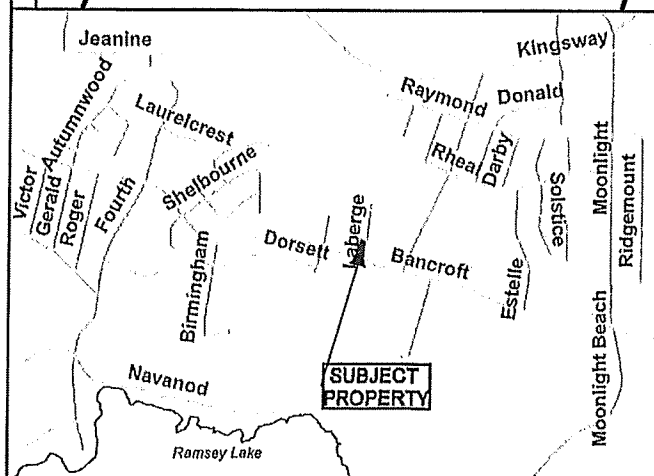 Jeanine
Kingsway
Autumnwood
Laurelcrest
Raymond
Donald
Shelbourne
Rheal
Darby
Victor
Gerald
Roger
Fourth
Solstice
Moonlight
Ridgemount
Birmingham
Dorsett
Laberge
Bancroft
Estelle
Moonlight Beach
Navanod
SUBJECT
PROPERTY
Ramsey Lake